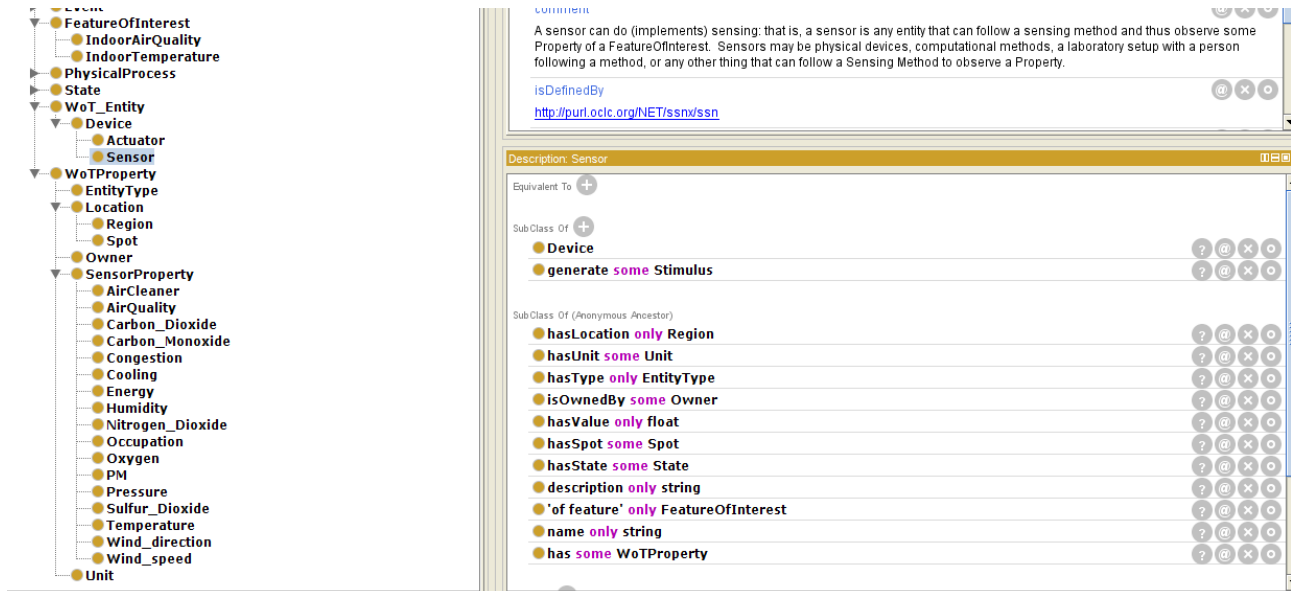 Event
FeatureOfInterest
IndoorAirQuality
IndoorTemperature
PhysicalProcess
State
WoT_Entity
Device
Actuator
Sensor
WoTProperty
EntityType
Location
Region
Spot
Owner
SensorProperty
AirCleaner
AirQuality
Carbon_Dioxide
Carbon_Monoxide
Congestion
Cooling
Energy
Humidity
Nitrogen_Dioxide
Occupation
Oxygen
PM
Pressure
Sulfur_Dioxide
Temperature
Wind_direction
Wind_speed
Unit
comment
A sensor can do (implements) sensing: that is, a sensor is any entity that can follow a sensing method and thus observe some
Property of a FeatureOfInterest. Sensors may be physical devices, computational methods, a laboratory setup with a person
following a method, or any other thing that can follow a Sensing Method to observe a Property.
isDefinedBy
http://purl.oclc.org/NET/ssnx/ssn
Description: Sensor
Equivalent To
SubClass Of
Device
generate some Stimulus
SubClass Of (Anonymous Ancestor)
hasLocation only Region
hasUnit some Unit
hasType only EntityType
isOwnedBy some Owner
hasValue only float
hasSpot some Spot
hasState some State
description only string
'of feature' only FeatureOfInterest
name only string
has some WoTProperty